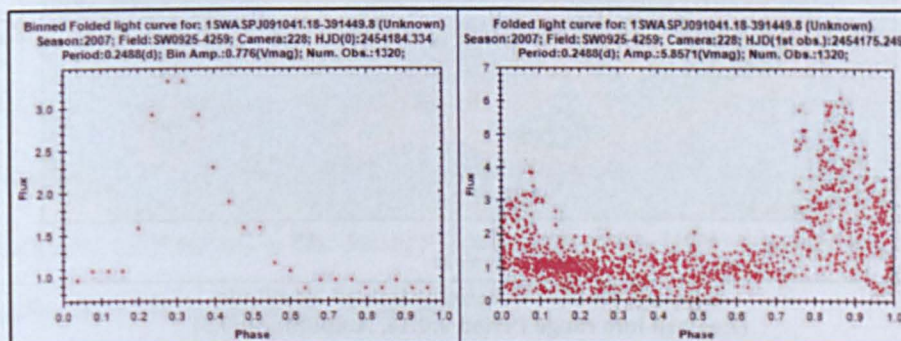 Binned Folded light curve for: 1SWASPJ091041.18-391449.8 (Unknown)
Season:2007; Field:SW0925-4259; Camera:228; HJD(0):2454184.334
Period:0.2488(d); Bin Amp.:0.776(Vmag); Num. Obs.:1320;
3.0
2.5
2.0
1.5
1.0
Flux
0.0 0.1 0.2 0.3 0.4 0.5 0.6 0.7 0.8 0.9 1.0
Phase
Folded light curve for: 1SWASPJ091041.18-391449.8 (Unknown)
Season:2007; Field:SW0925-4259; Camera:228; HJD(1st obs.):2454175.249
Period:0.2488(d); Amp.:5.8571(Vmag); Num. Obs.:1320;
7
6
5
4
3
2
1
0
Flux
0.0 0.1 0.2 0.3 0.4 0.5 0.6 0.7 0.8 0.9 1.0
Phase